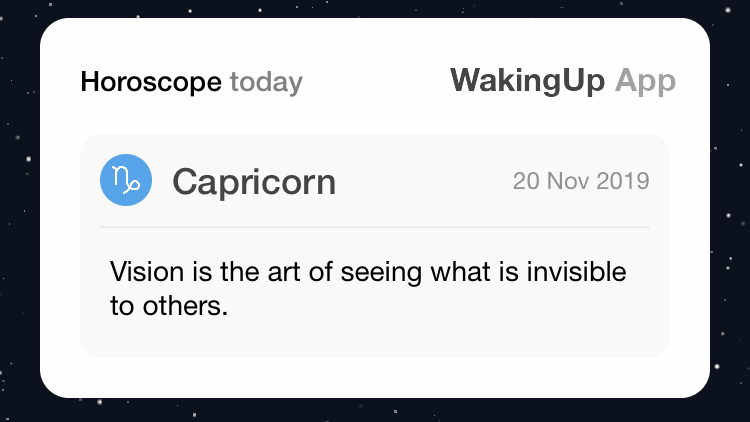 Horoscope today WakingUp App
Capricorn 20 Nov 2019
Vision is the art of seeing what is invisible
to others.